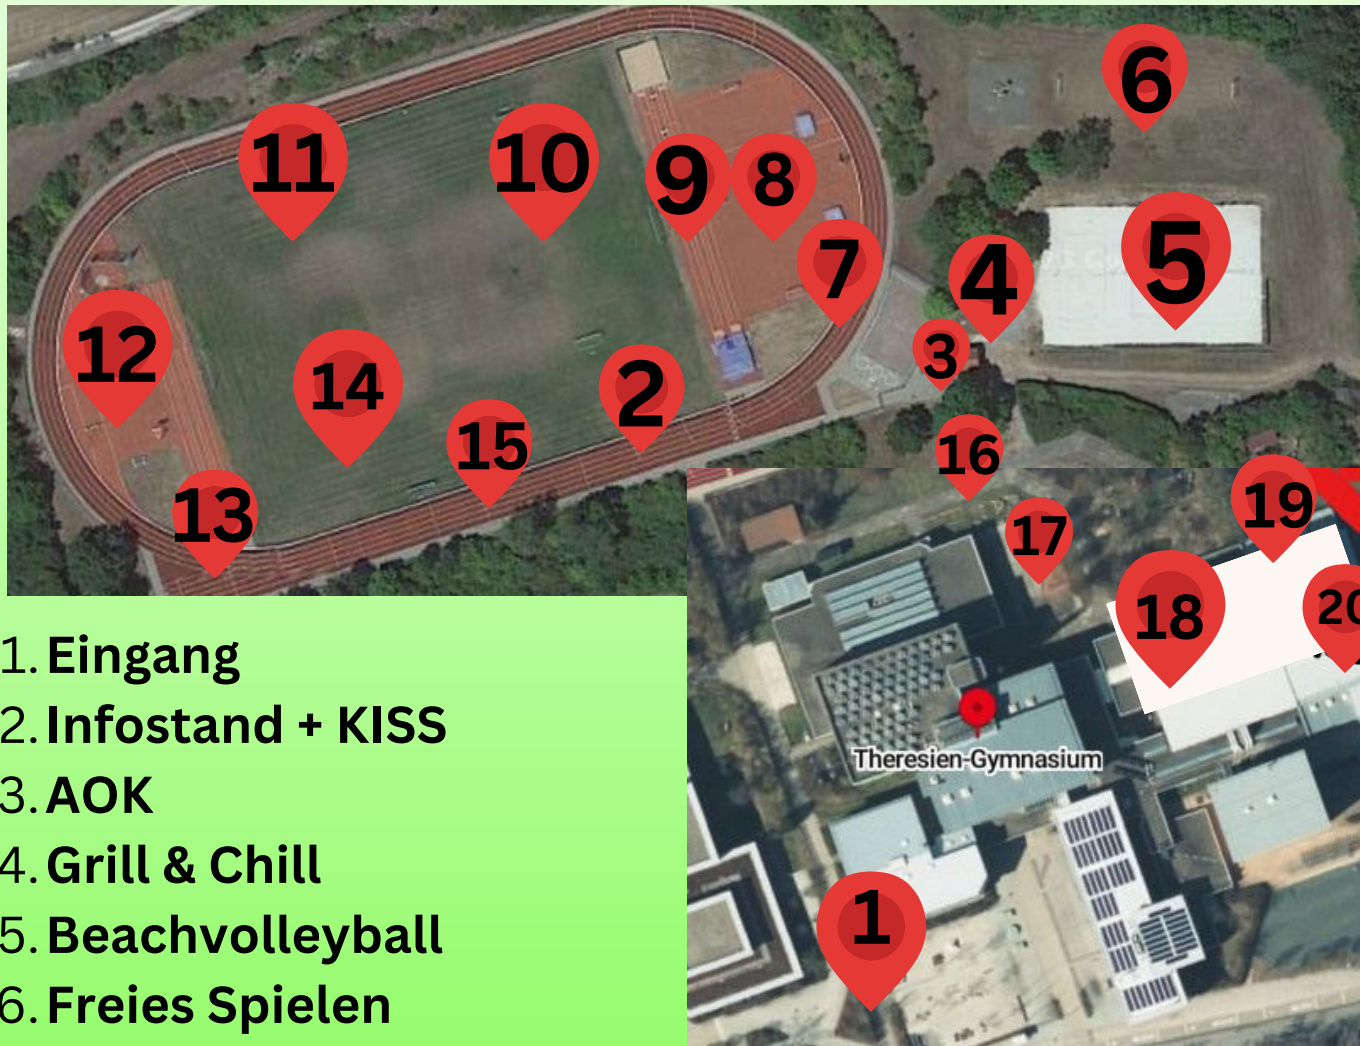 6
11
10
9
8
5
7
4
12
3
14
2
15
16
13
19
17
18
20
Theresien-Gymnasium
1
1. Eingang
2. Infostand + KISS
3. AOK
4. Grill & Chill
5. Beachvolleyball
6. Freies Spielen